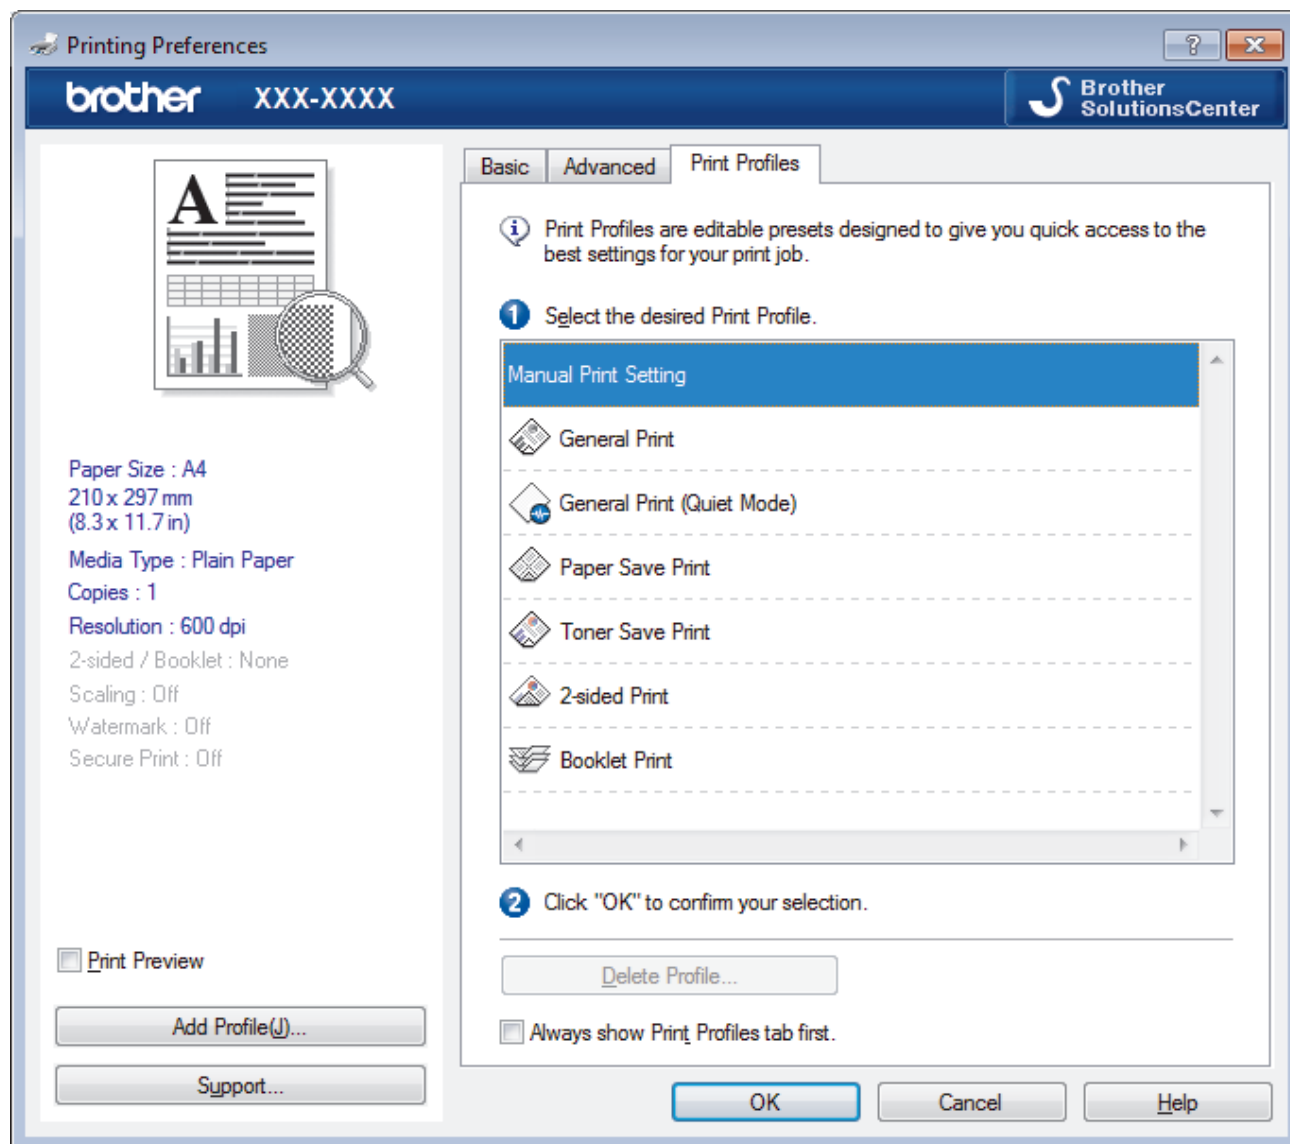 Printing Preferences
brother XXX-XXXX
Brother
SolutionsCenter
Basic Advanced Print Profiles
A
Print Profiles are editable presets designed to give you quick access to the
best settings for your print job.
1 Select the desired Print Profile.
Manual Print Setting
General Print
General Print (Quiet Mode)
Paper Save Print
Toner Save Print
2-sided Print
Booklet Print
Paper Size : A4
210 x 297 mm
(8.3 x 11.7 in)
Media Type : Plain Paper
Copies : 1
Resolution : 600 dpi
2-sided / Booklet : None
Scaling : Off
Watermark : Off
Secure Print : Off
2 Click "OK" to confirm your selection.
Print Preview
Delete Profile...
Add Profile(J)...
Always show Print Profiles tab first.
Support...
OK Cancel Help